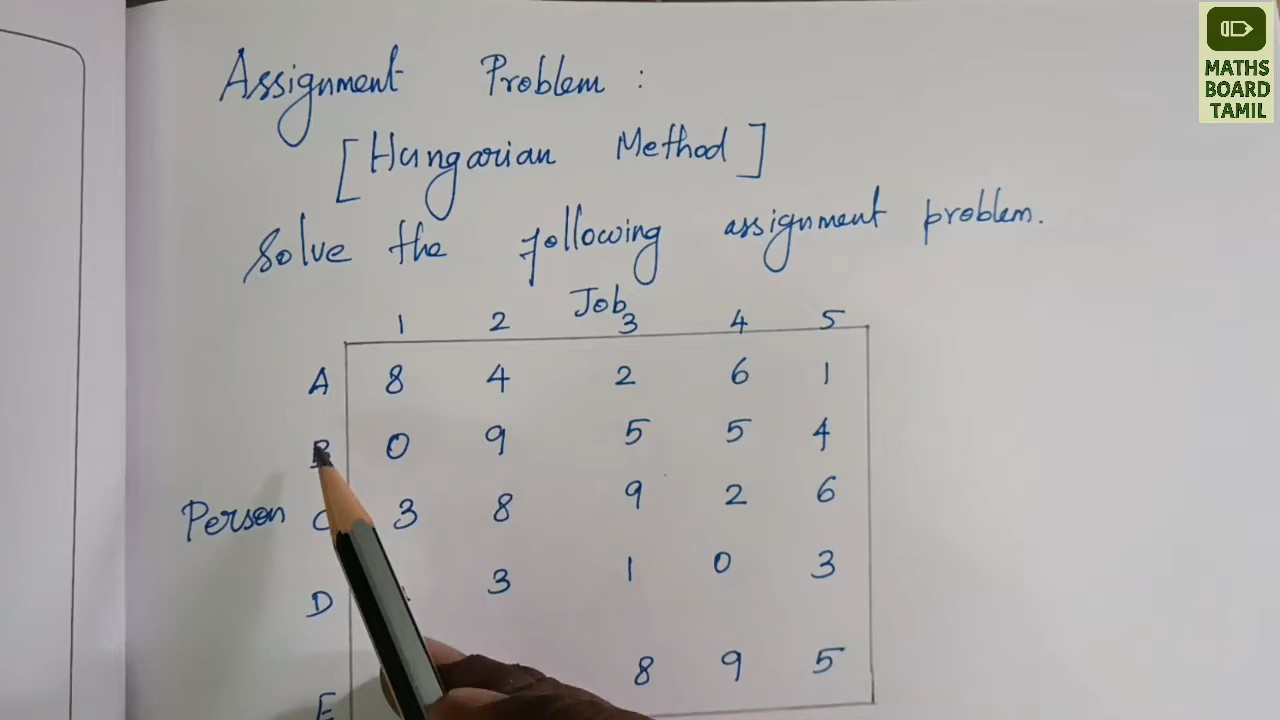 Assignment Problem :
[Hungarian Method]
Solve the following assignment problem.
Job
1 2 3 4 5
A 8 4 2 6 1
B 0 9 5 5 4
Person C 3 8 9 2 6
D 3 1 0 3
E 8 9 5
MATHS
BOARD
TAMIL